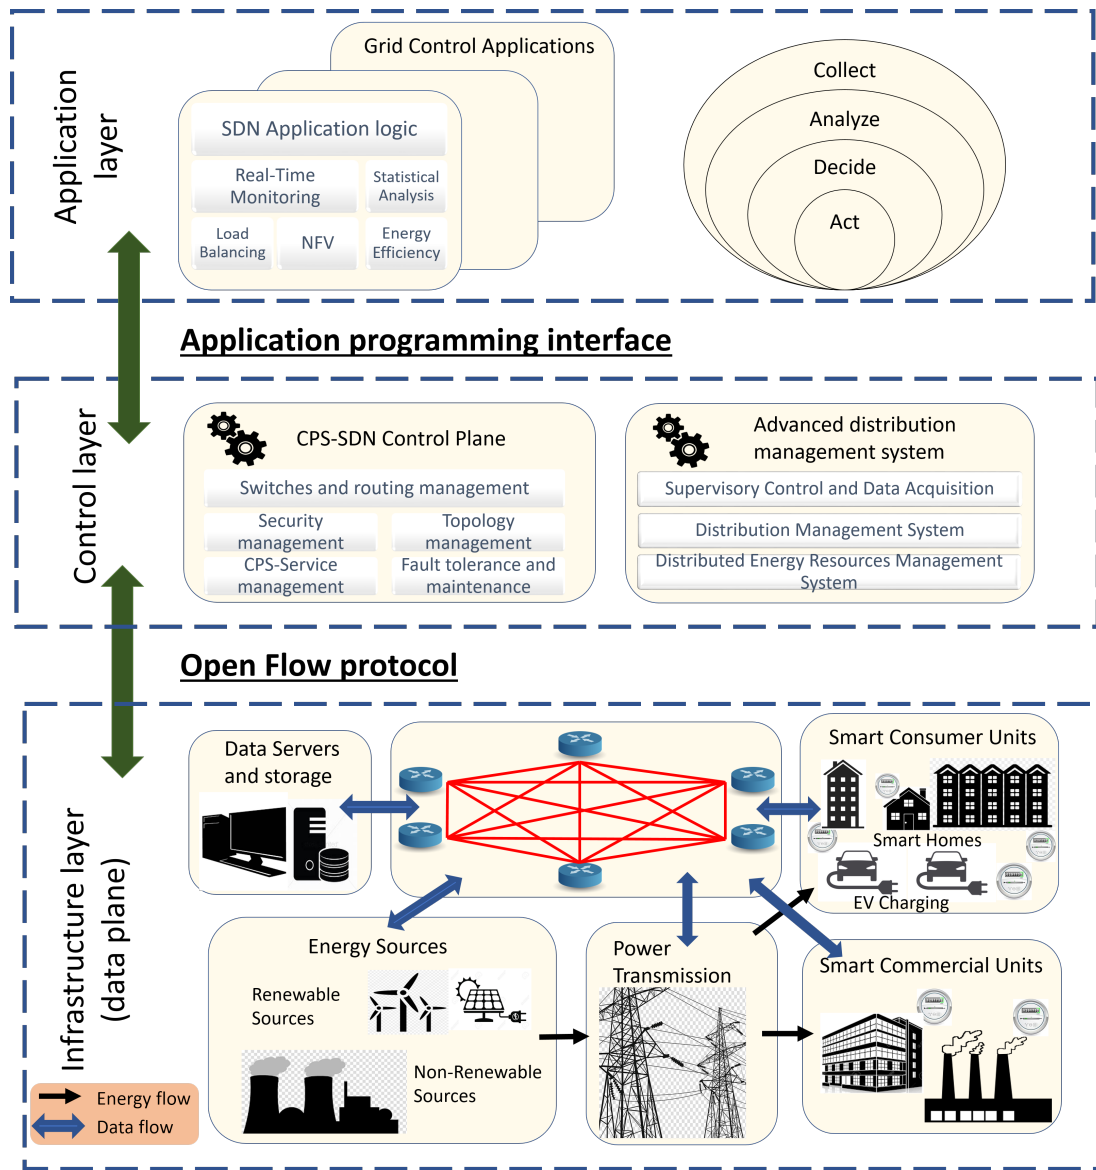 Application
layer
Grid Control Applications
SDN Application logic
Real-Time
Monitoring
Statistical
Analysis
Load
Balancing
NFV
Energy
Efficiency
Collect
Analyze
Decide
Act
Application programming interface
Control layer
CPS-SDN Control Plane
Switches and routing management
Security
management
Topology
management
CPS-Service
management
Fault tolerance and
maintenance
Advanced distribution
management system
Supervisory Control and Data Acquisition
Distribution Management System
Distributed Energy Resources Management
System
Open Flow protocol
Infrastructure layer
(data plane)
Data Servers
and storage
Smart Consumer Units
Smart Homes
EV Charging
Energy Sources
Renewable
Sources
Non-Renewable
Sources
Power
Transmission
Smart Commercial Units
Energy flow
Data flow